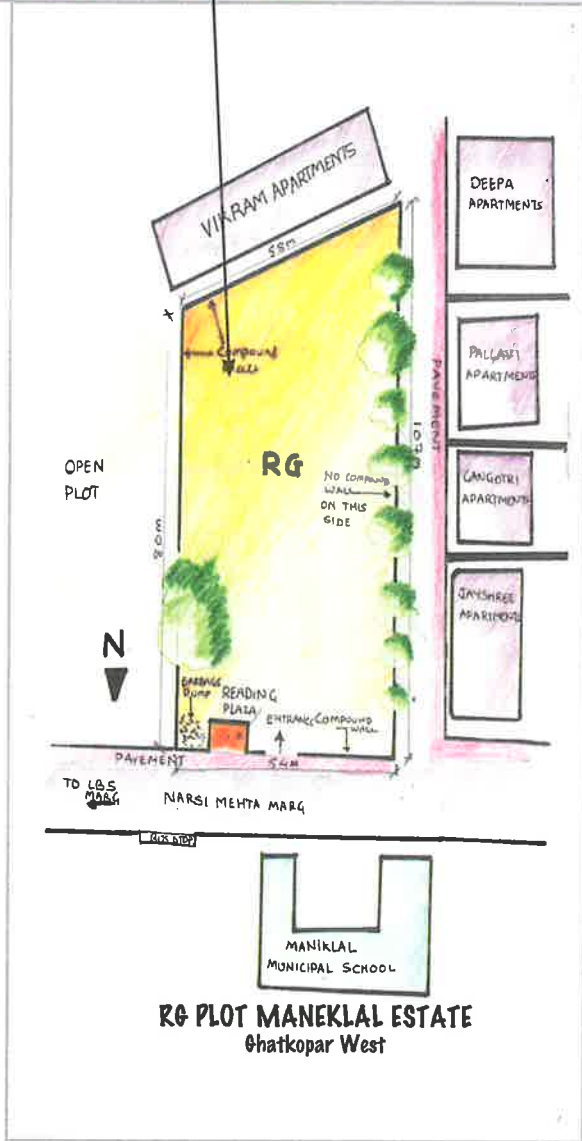 VIKRAM APARTMENTS
58M
DEEPA
APARTMENTS
Compound
PALLAVI
APARTMENTS
PAVEMENT
RG
107M
OPEN
PLOT
NO COMPOUND
WALL
ON THIS
SIDE
GANGOTRI
APARTMENTS
80M
JAYSHREE
APARTMENTS
N
GARBAGE
DUMP
READING
PLAZA
ENTRANCE
COMPOUND
WALL
PAVEMENT
54M
TO LBS
MARG
NARSI MEHTA MARG
BUS STOP
MANIKLAL
MUNICIPAL SCHOOL
RG PLOT MANEKLAL ESTATE
Ghatkopar West